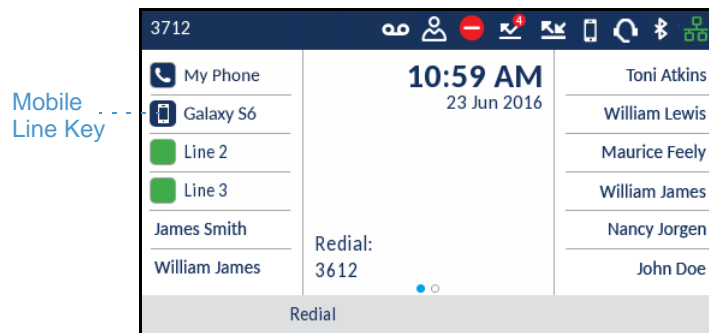 3712
4
Mobile
Line Key
My Phone
Galaxy S6
Line 2
Line 3
James Smith
William James
10:59 AM
23 Jun 2016
Redial:
3612
Toni Atkins
William Lewis
Maurice Feely
William James
Nancy Jorgen
John Doe
Redial